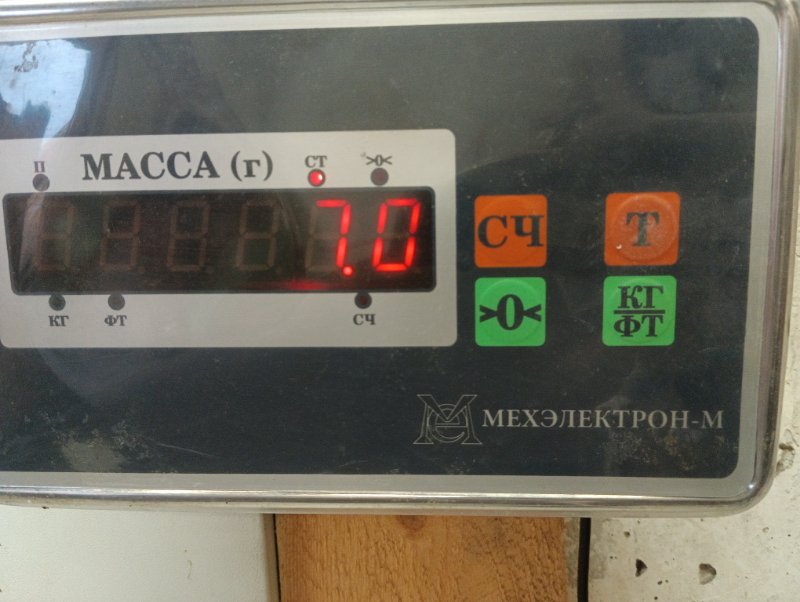 П МАССА (г) СТ >0<
7.0
КГ ФТ СЧ
СЧ Т
>0< КГ/ФТ
МЕХЭЛЕКТРОН-М